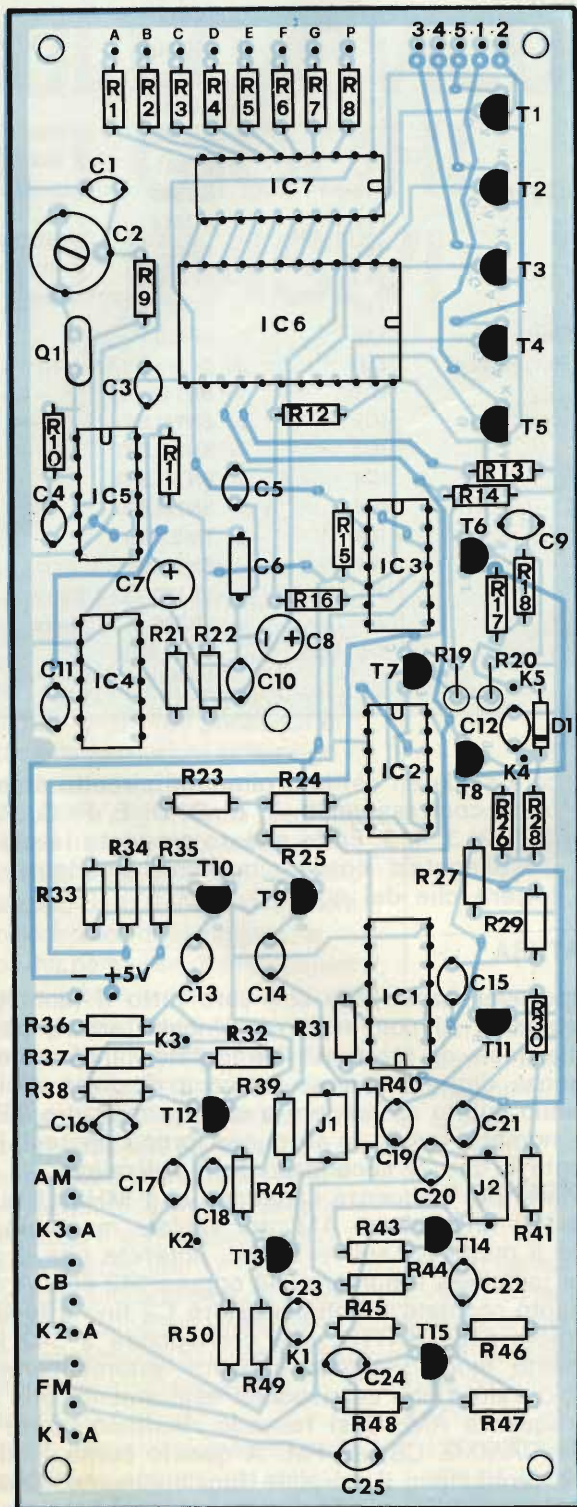 A B C D E F G P 3 4 5 1 2
R1 R2 R3 R4 R5 R6 R7 R8
T1
C1
IC7
T2
C2
R9
T3
IC6
Q1
T4
C3
R12
T5
R10
R11
R13
R14
C4
IC5
C5
R15
IC3
T6
C9
C7
+
-
C6
R17
R18
R16
R21 R22
- +
C8
C11
IC4
C10
T7
R19 R20
K5
C12
D1
IC2
T8
K4
R23 R24
R25
R26
R28
R34 R35
R33
T10
T9
R27
R29
- +5V
C13
C14
IC1
C15
T11
R30
R36
K3
R32
R31
R37
R38
R39
R40
C16
T12
J1
C19
C21
AM
C17
C18
R42
C20
J2
R41
K3 A
K2
T13
R43
T14
R44
CB
C23
R45
C22
K2 A
R50
R49
K1
C24
T15
R46
FM
R48
R47
K1 A
C25